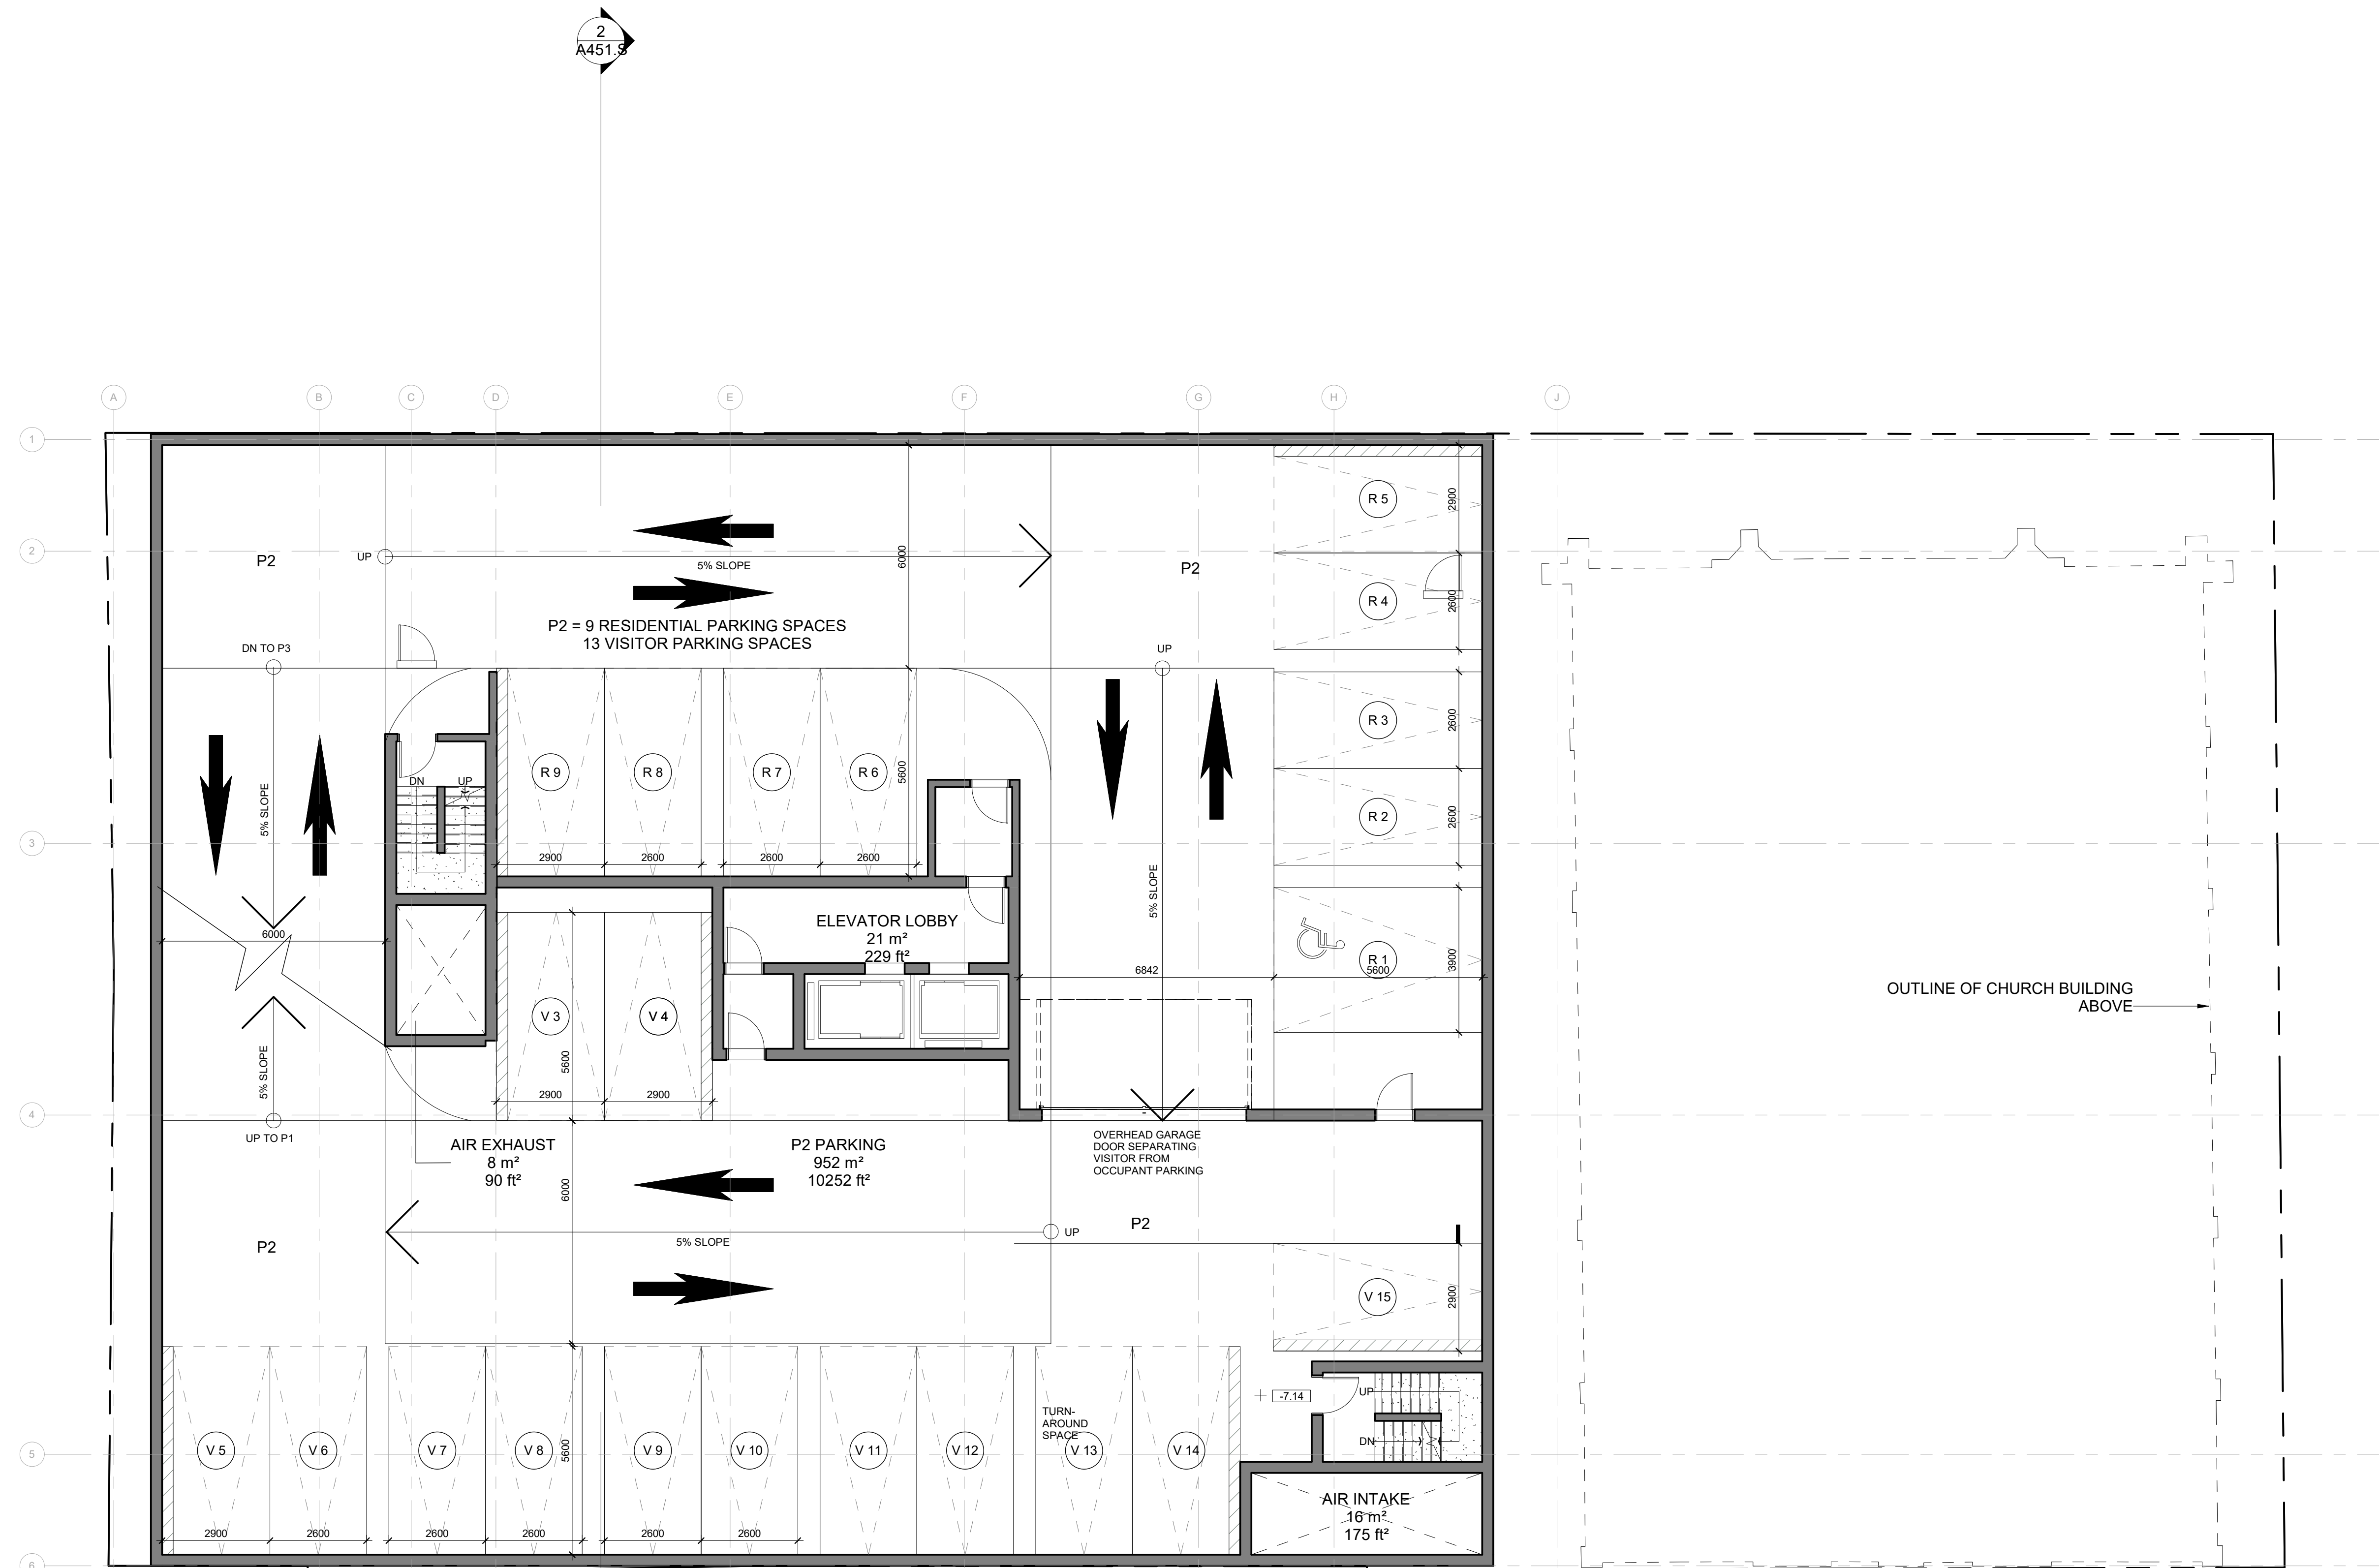 2
A451.S
A
B
C
D
E
F
G
H
J
1
2
3
4
5
6
P2
UP
5% SLOPE
6000
P2
R 5
2900
R 4
2600
P2 = 9 RESIDENTIAL PARKING SPACES
13 VISITOR PARKING SPACES
DN TO P3
UP
5% SLOPE
DN
UP
R 9
R 8
R 7
R 6
5600
2900
2600
2600
2600
R 3
2600
R 2
2600
5% SLOPE
ELEVATOR LOBBY
21 m²
229 ft²
6000
6842
R 1
5600
3900
OUTLINE OF CHURCH BUILDING
ABOVE
V 3
V 4
5600
2900
2900
5% SLOPE
UP TO P1
AIR EXHAUST
8 m²
90 ft²
P2 PARKING
952 m²
10252 ft²
OVERHEAD GARAGE
DOOR SEPARATING
VISITOR FROM
OCCUPANT PARKING
6000
P2
5% SLOPE
UP
P2
V 15
2900
-7.14
UP
DN
TURN-
AROUND
SPACE
V 5
V 6
V 7
V 8
V 9
V 10
V 11
V 12
V 13
V 14
5600
2900
2600
2600
2600
2600
2600
AIR INTAKE
16 m²
175 ft²